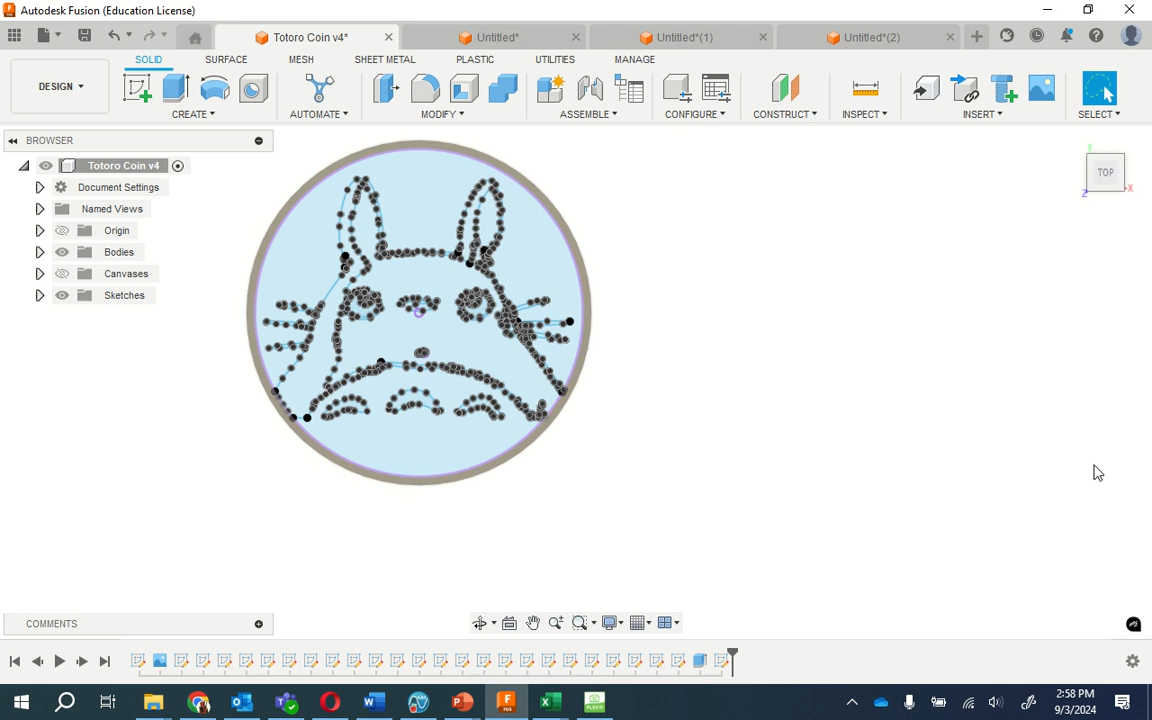 Autodesk Fusion (Education License)
Totoro Coin v4*
Untitled*
Untitled*(1)
Untitled*(2)
SOLID
SURFACE
MESH
SHEET METAL
PLASTIC
UTILITIES
MANAGE
DESIGN
CREATE
AUTOMATE
MODIFY
ASSEMBLE
CONFIGURE
CONSTRUCT
INSPECT
INSERT
SELECT
BROWSER
Totoro Coin v4
Document Settings
Named Views
Origin
Bodies
Canvases
Sketches
Y
TOP
X
Z
COMMENTS
2:58 PM
9/3/2024